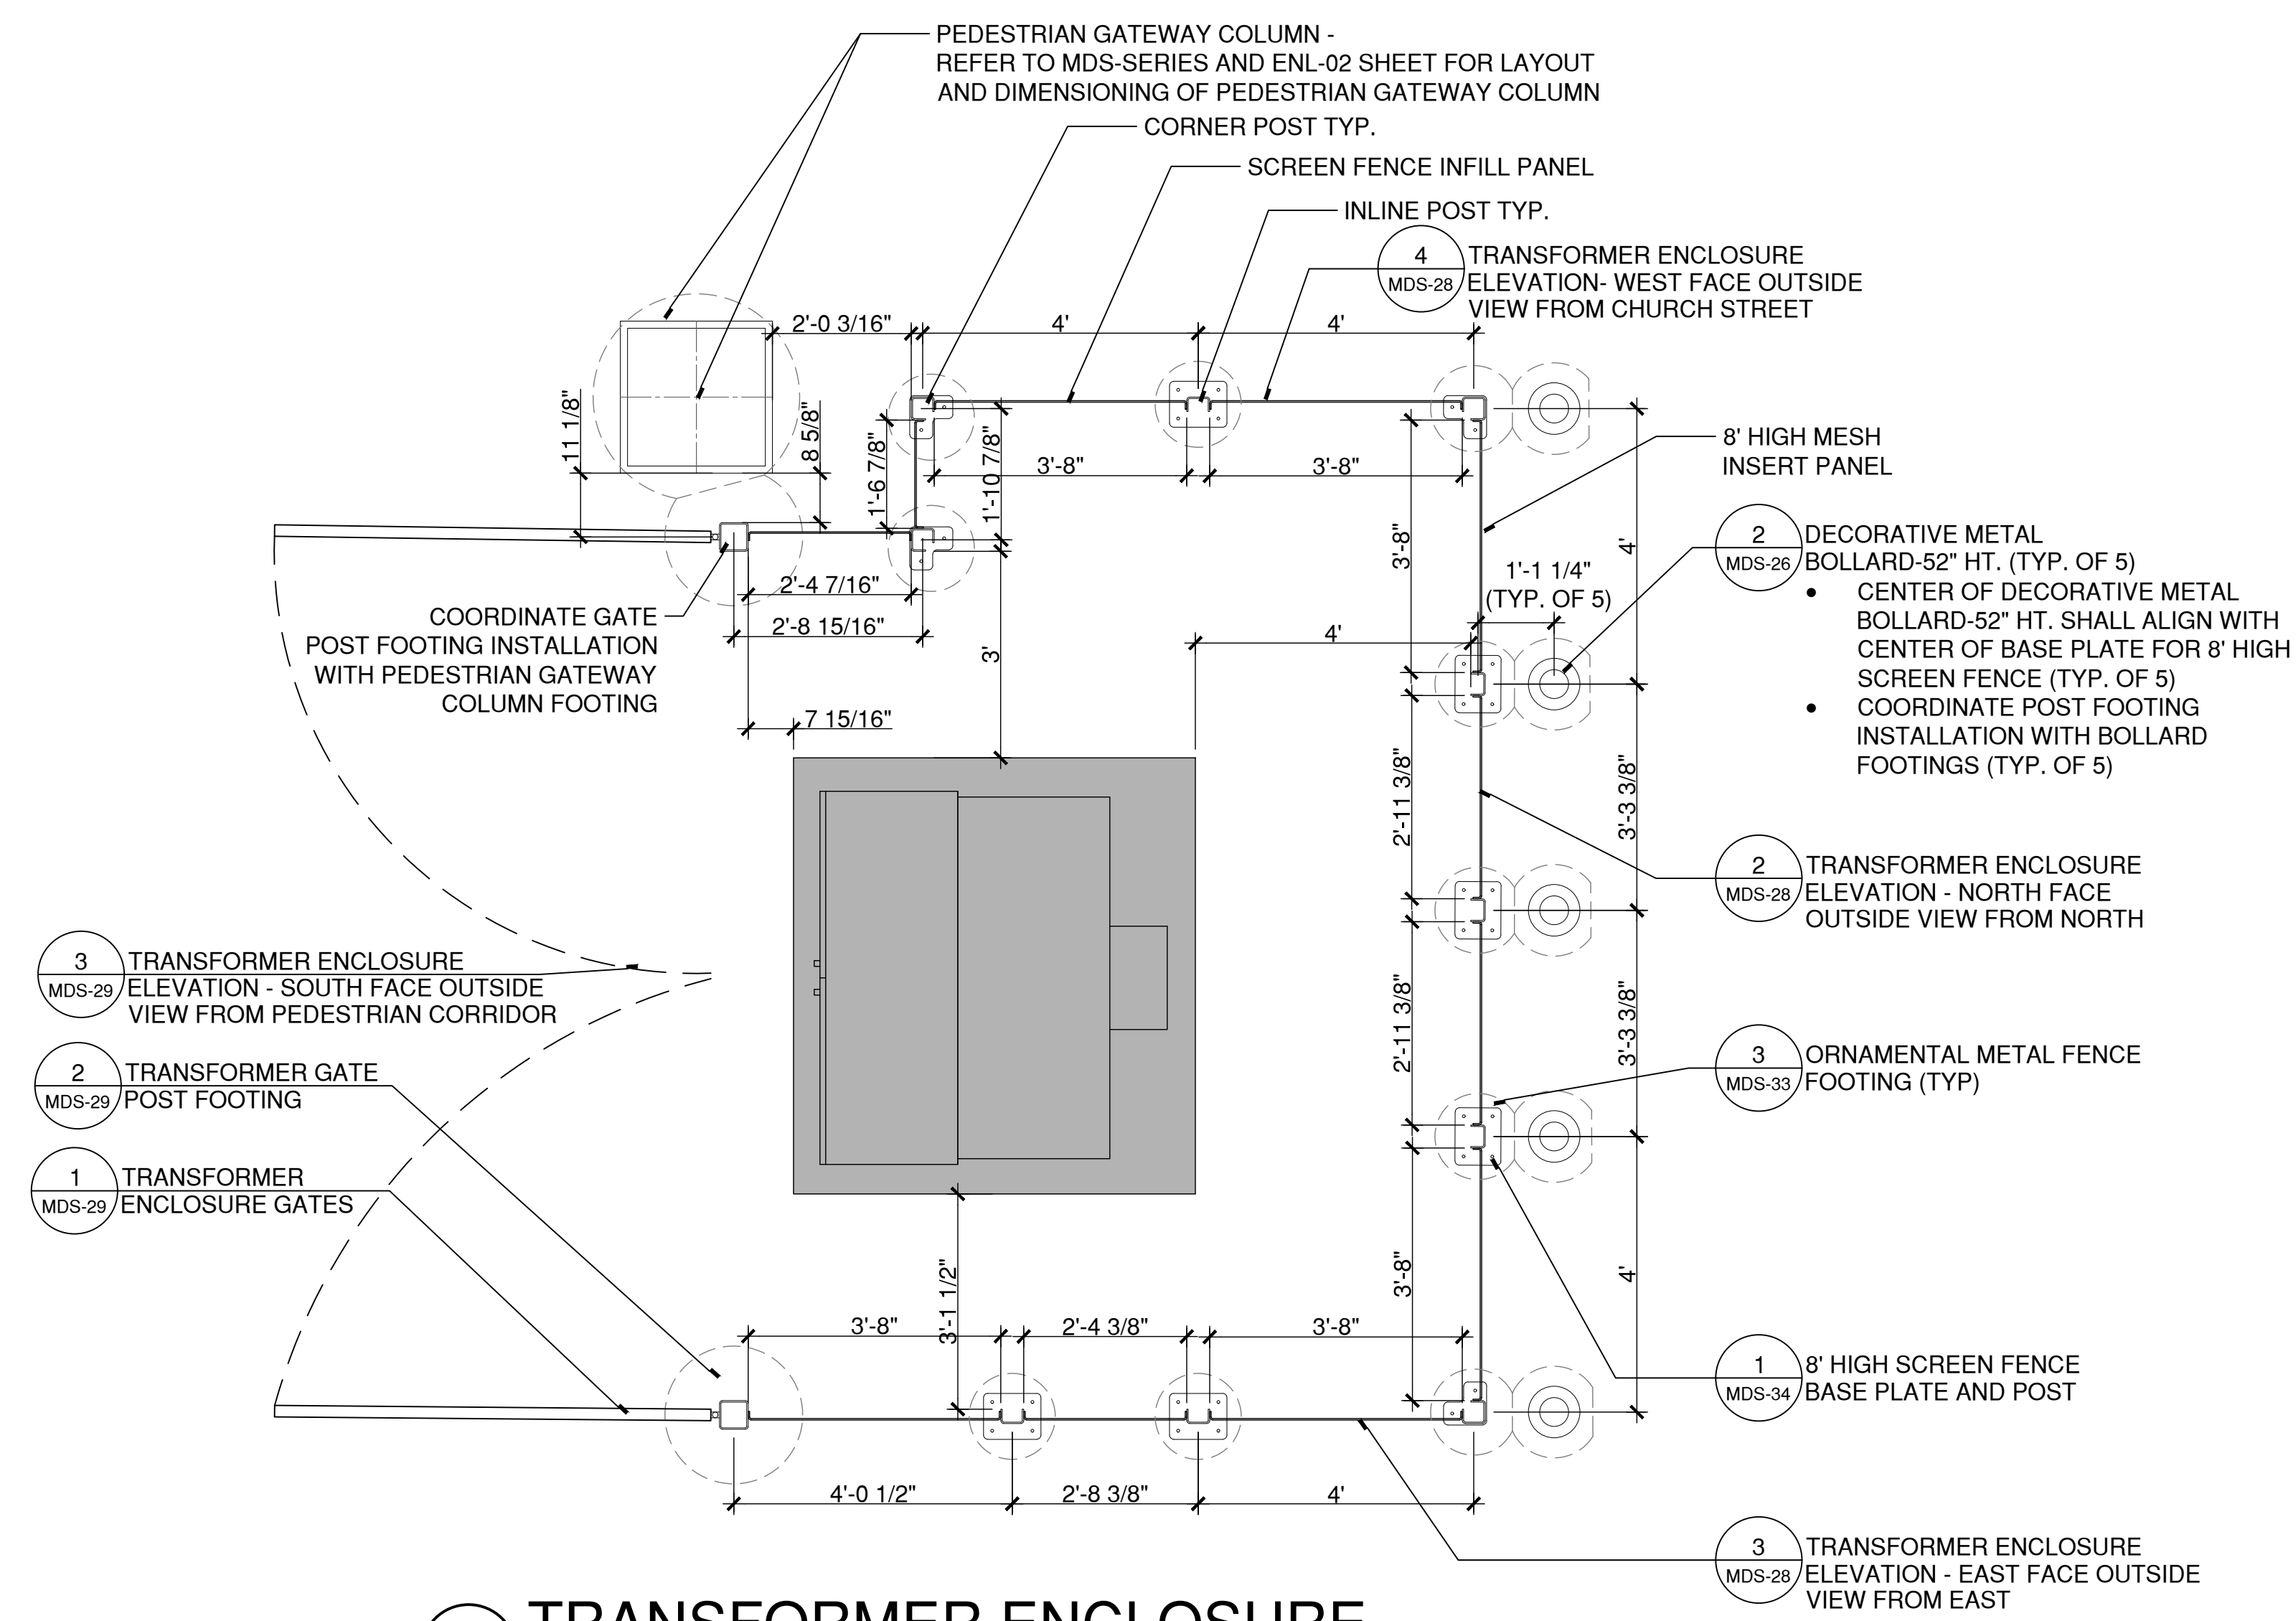 PEDESTRIAN GATEWAY COLUMN -
REFER TO MDS-SERIES AND ENL-02 SHEET FOR LAYOUT
AND DIMENSIONING OF PEDESTRIAN GATEWAY COLUMN
CORNER POST TYP.
SCREEN FENCE INFILL PANEL
INLINE POST TYP.
4
MDS-28
TRANSFORMER ENCLOSURE
ELEVATION- WEST FACE OUTSIDE
VIEW FROM CHURCH STREET
2'-0 3/16"
4'
4'
11 1/8"
8 5/8"
1'-6 7/8"
1'-10 7/8"
3'-8"
3'-8"
3'-8"
4'
8' HIGH MESH
INSERT PANEL
2
MDS-26
DECORATIVE METAL
BOLLARD-52" HT. (TYP. OF 5)
• CENTER OF DECORATIVE METAL
BOLLARD-52" HT. SHALL ALIGN WITH
CENTER OF BASE PLATE FOR 8' HIGH
SCREEN FENCE (TYP. OF 5)
• COORDINATE POST FOOTING
INSTALLATION WITH BOLLARD
FOOTINGS (TYP. OF 5)
1'-1 1/4"
(TYP. OF 5)
2'-4 7/16"
2'-8 15/16"
COORDINATE GATE
POST FOOTING INSTALLATION
WITH PEDESTRIAN GATEWAY
COLUMN FOOTING
3'
4'
7 15/16"
2'-11 3/8"
3'-3 3/8"
2
MDS-28
TRANSFORMER ENCLOSURE
ELEVATION - NORTH FACE
OUTSIDE VIEW FROM NORTH
3
MDS-29
TRANSFORMER ENCLOSURE
ELEVATION - SOUTH FACE OUTSIDE
VIEW FROM PEDESTRIAN CORRIDOR
2'-11 3/8"
3'-3 3/8"
2
MDS-29
TRANSFORMER GATE
POST FOOTING
3
MDS-33
ORNAMENTAL METAL FENCE
FOOTING (TYP)
1
MDS-29
TRANSFORMER
ENCLOSURE GATES
3'-1 1/2"
3'-8"
4'
3'-8"
2'-4 3/8"
3'-8"
1
MDS-34
8' HIGH SCREEN FENCE
BASE PLATE AND POST
4'-0 1/2"
2'-8 3/8"
4'
3
MDS-28
TRANSFORMER ENCLOSURE
ELEVATION - EAST FACE OUTSIDE
VIEW FROM EAST
TRANSFORMER ENCLOSURE